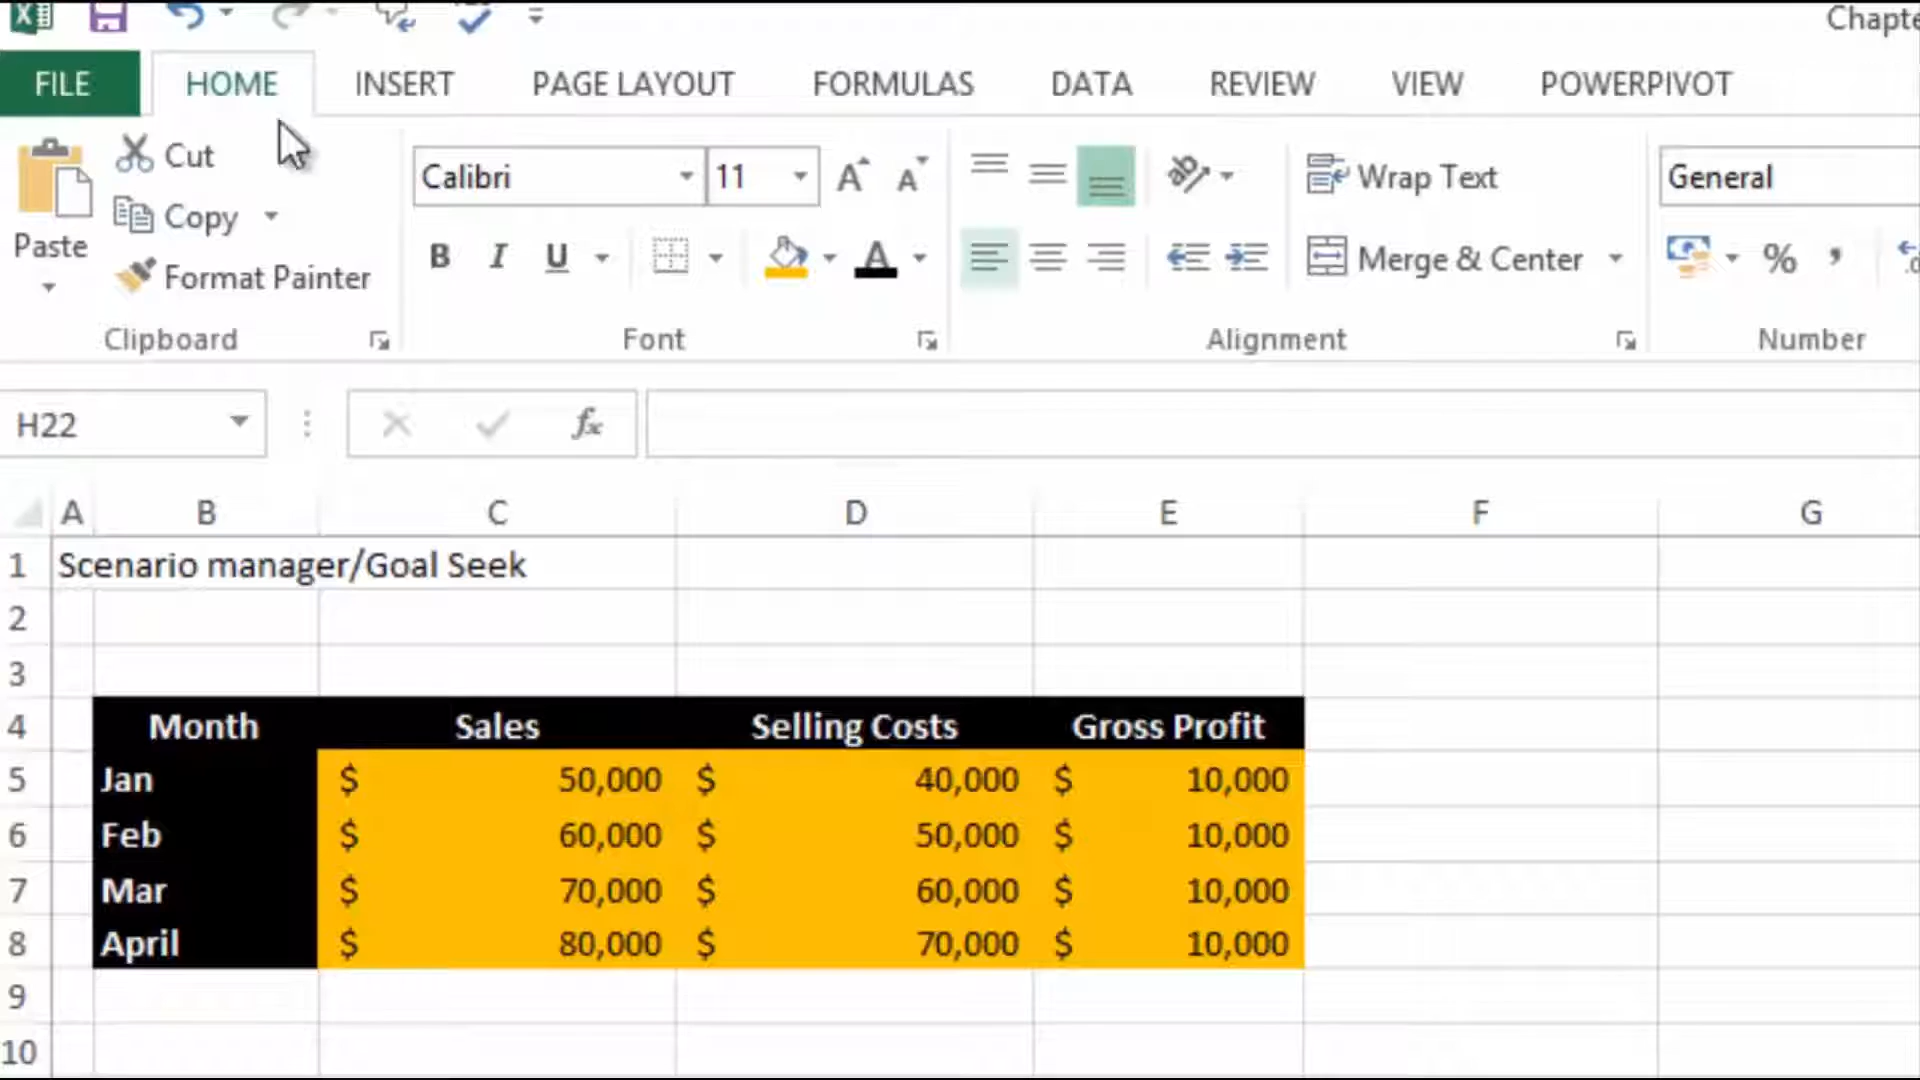 Chapte
FILE HOME INSERT PAGE LAYOUT FORMULAS DATA REVIEW VIEW POWERPIVOT
Cut Calibri 11 Wrap Text General
Copy
Paste B I U Merge & Center % ,
Format Painter
Clipboard Font Alignment Number
H22 fx
A B C D E F G
1 Scenario manager/Goal Seek
2
3
4 Month Sales Selling Costs Gross Profit
5 Jan $ 50,000 $ 40,000 $ 10,000
6 Feb $ 60,000 $ 50,000 $ 10,000
7 Mar $ 70,000 $ 60,000 $ 10,000
8 April $ 80,000 $ 70,000 $ 10,000
9
10